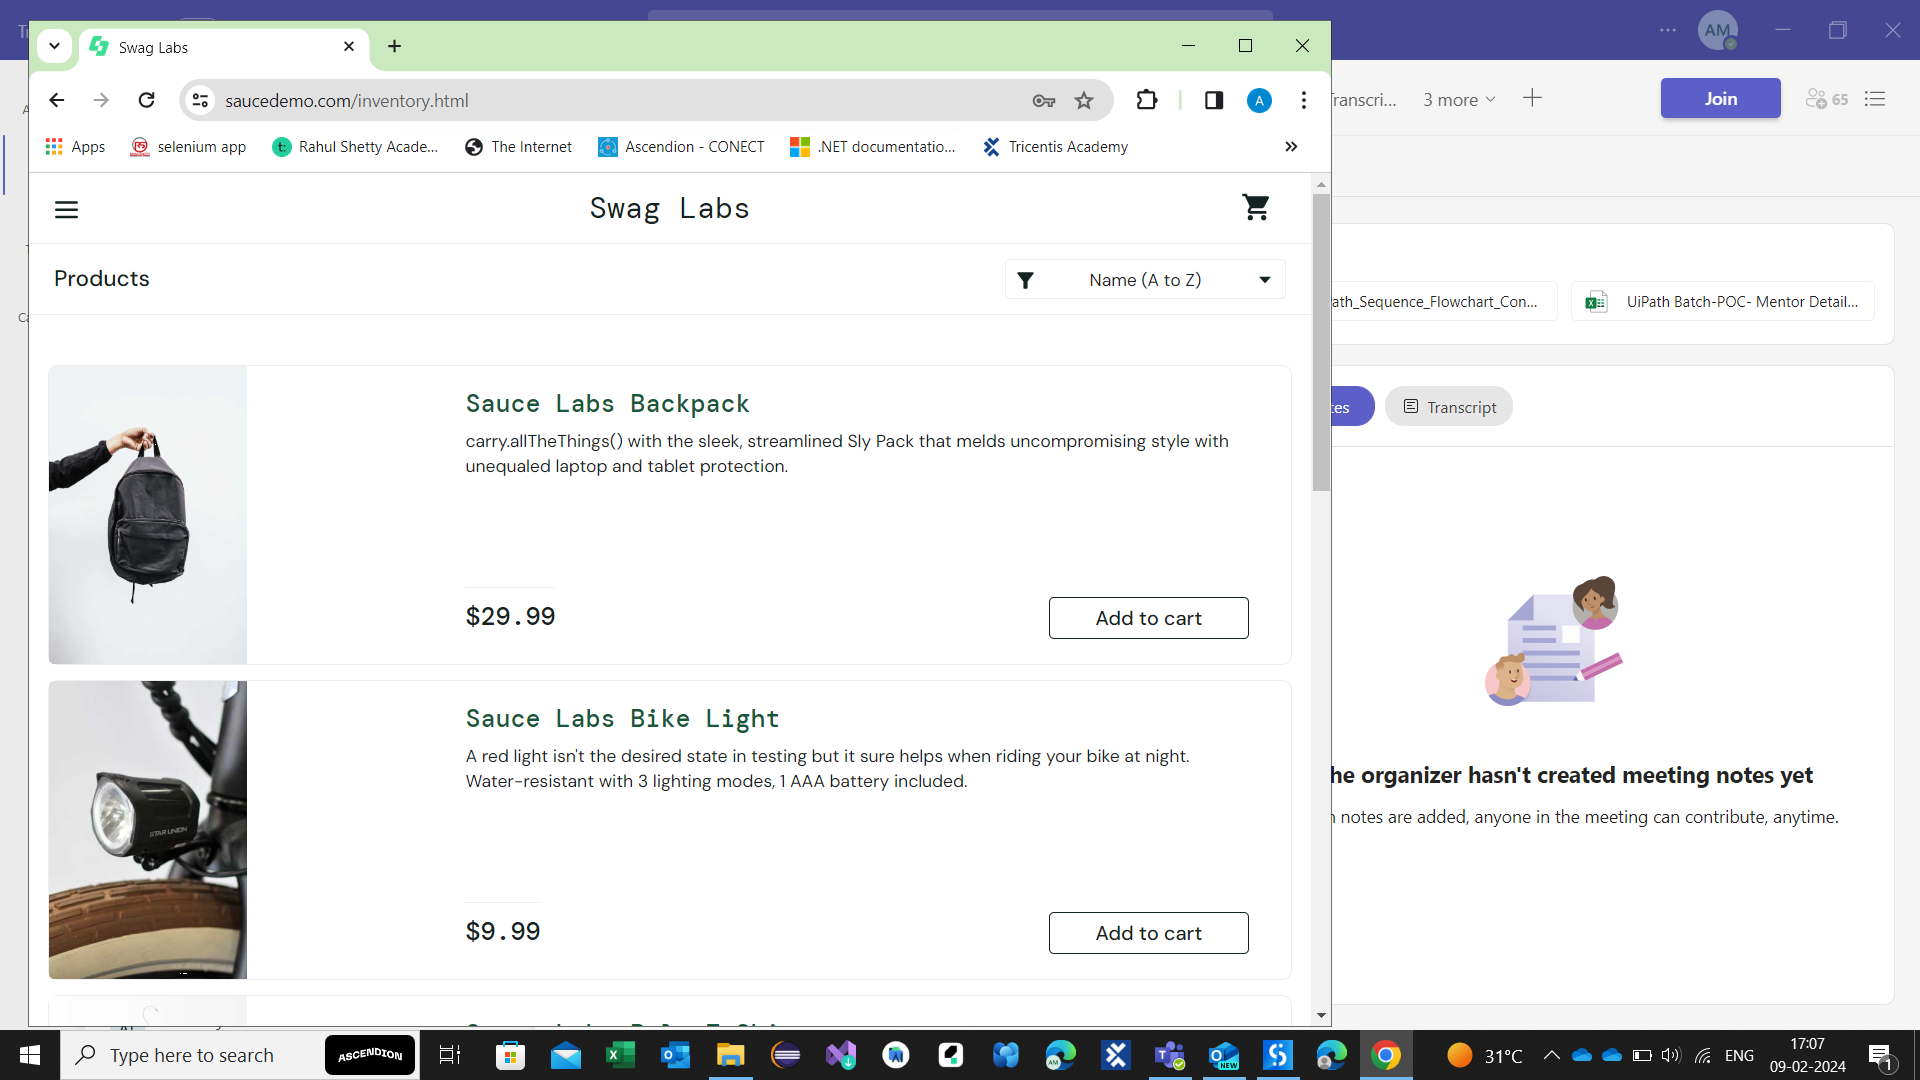 AM
Swag Labs
saucedemo.com/inventory.html
A
ranscri...
3 more
Join
65
Apps
selenium app
Rahul Shetty Acade...
The Internet
Ascendion - CONECT
.NET documentatio...
Tricentis Academy
Swag Labs
Products
Name (A to Z)
ath_Sequence_Flowchart_Con...
UiPath Batch-POC- Mentor Detail...
Sauce Labs Backpack
carry.allTheThings() with the sleek, streamlined Sly Pack that melds uncompromising style with
unequaled laptop and tablet protection.
Transcript
$29.99
Add to cart
STAR UNION
Sauce Labs Bike Light
A red light isn't the desired state in testing but it sure helps when riding your bike at night.
Water-resistant with 3 lighting modes, 1 AAA battery included.
he organizer hasn't created meeting notes yet
n notes are added, anyone in the meeting can contribute, anytime.
$9.99
Add to cart
Type here to search
ASCENDION
31°C
ENG
17:07
09-02-2024
1